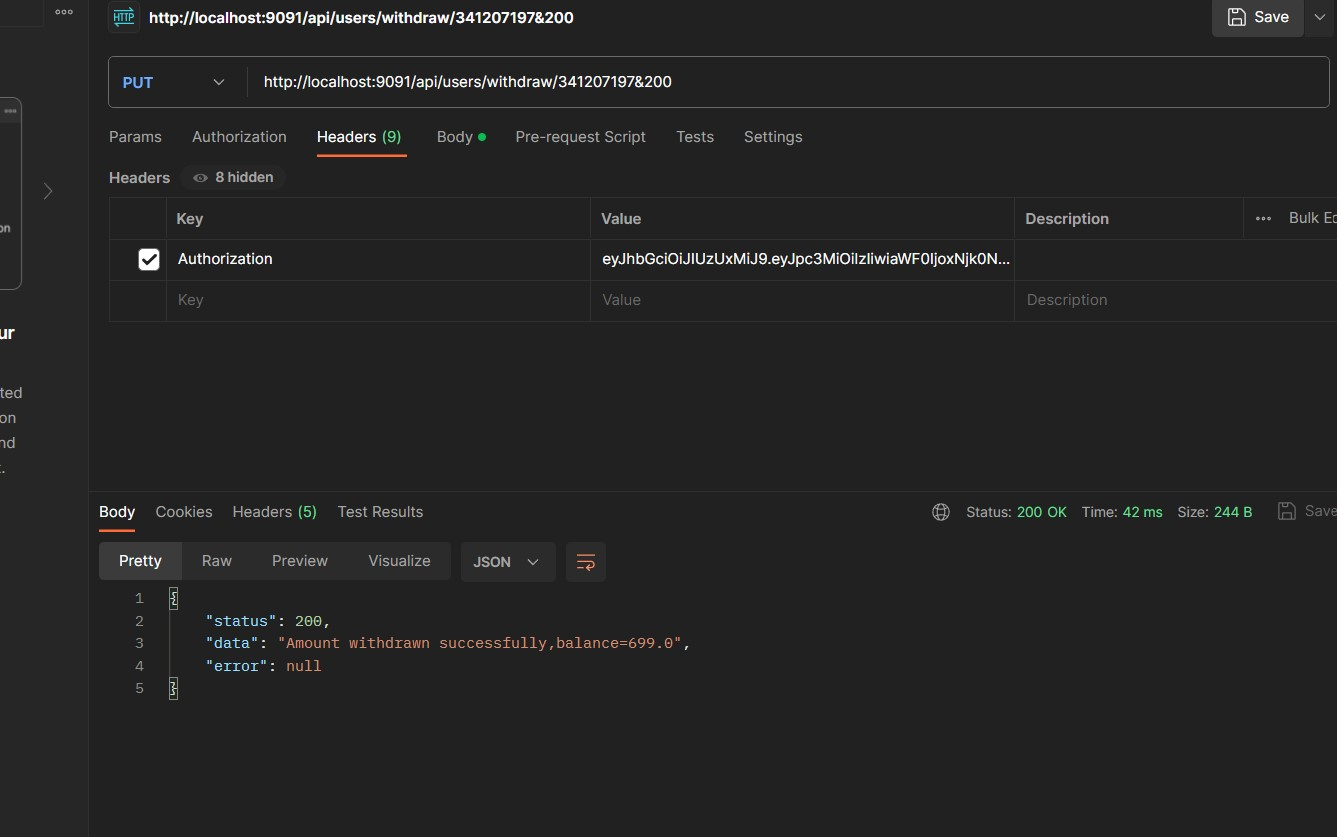 HTTP http://localhost:9091/api/users/withdraw/341207197&200 Save
PUT http://localhost:9091/api/users/withdraw/341207197&200
Params Authorization Headers (9) Body Pre-request Script Tests Settings
Headers 8 hidden
Key Value Description Bulk Ed
Authorization eyJhbGciOiJIUzUxMiJ9.eyJpc3MiOiIzIiwiaWF0IjoxNjk0N...
Key Value Description
on
ur
ted
on
nd
t.
Body Cookies Headers (5) Test Results Status: 200 OK Time: 42 ms Size: 244 B Save
Pretty Raw Preview Visualize JSON
1 {
2 "status": 200,
3 "data": "Amount withdrawn successfully,balance=699.0",
4 "error": null
5 }